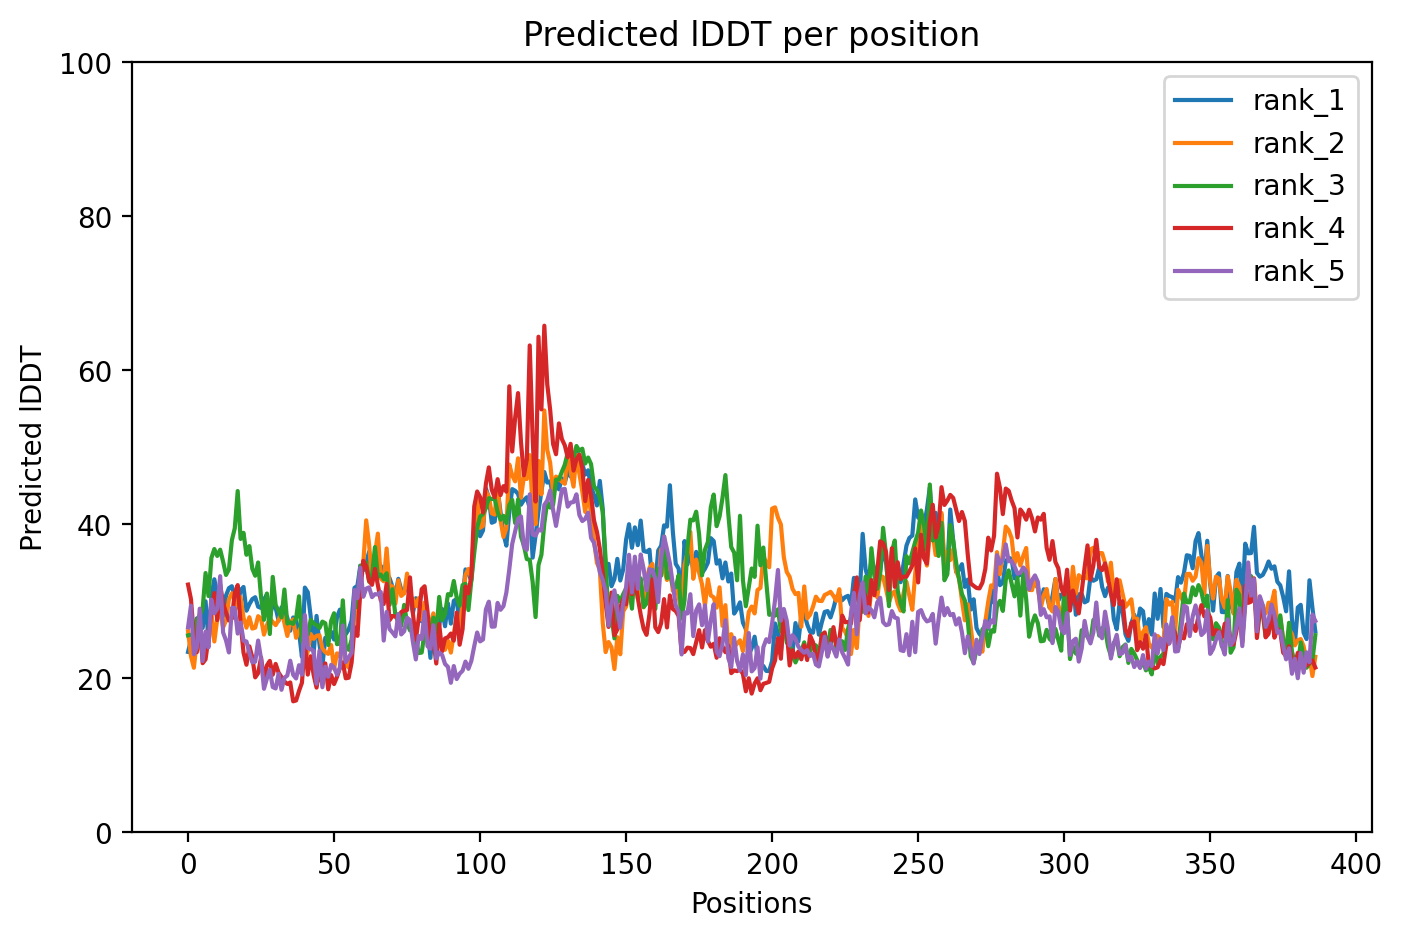 Predicted lDDT per position
100
80
60
40
20
0
Predicted lDDT
rank_1
rank_2
rank_3
rank_4
rank_5
0 50 100 150 200 250 300 350 400
Positions